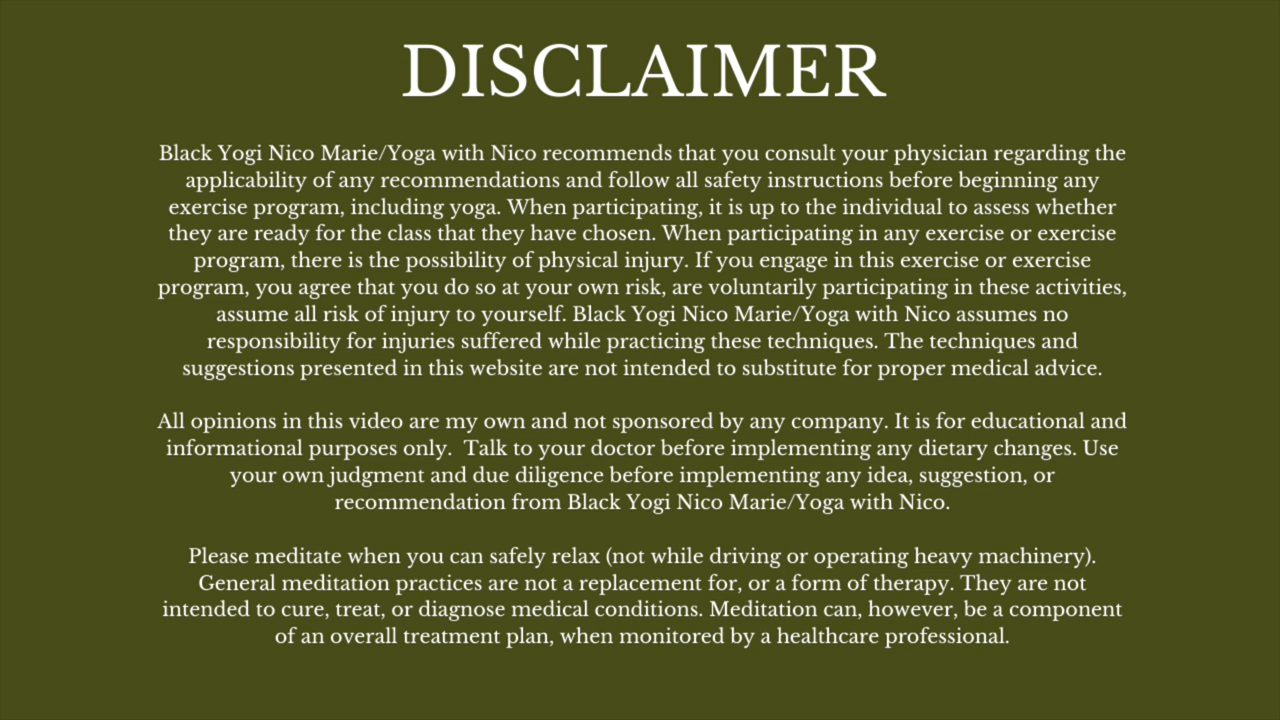 DISCLAIMER
Black Yogi Nico Marie/Yoga with Nico recommends that you consult your physician regarding the
applicability of any recommendations and follow all safety instructions before beginning any
exercise program, including yoga. When participating, it is up to the individual to assess whether
they are ready for the class that they have chosen. When participating in any exercise or exercise
program, there is the possibility of physical injury. If you engage in this exercise or exercise
program, you agree that you do so at your own risk, are voluntarily participating in these activities,
assume all risk of injury to yourself. Black Yogi Nico Marie/Yoga with Nico assumes no
responsibility for injuries suffered while practicing these techniques. The techniques and
suggestions presented in this website are not intended to substitute for proper medical advice.
All opinions in this video are my own and not sponsored by any company. It is for educational and
informational purposes only.  Talk to your doctor before implementing any dietary changes. Use
your own judgment and due diligence before implementing any idea, suggestion, or
recommendation from Black Yogi Nico Marie/Yoga with Nico.
Please meditate when you can safely relax (not while driving or operating heavy machinery).
General meditation practices are not a replacement for, or a form of therapy. They are not
intended to cure, treat, or diagnose medical conditions. Meditation can, however, be a component
of an overall treatment plan, when monitored by a healthcare professional.